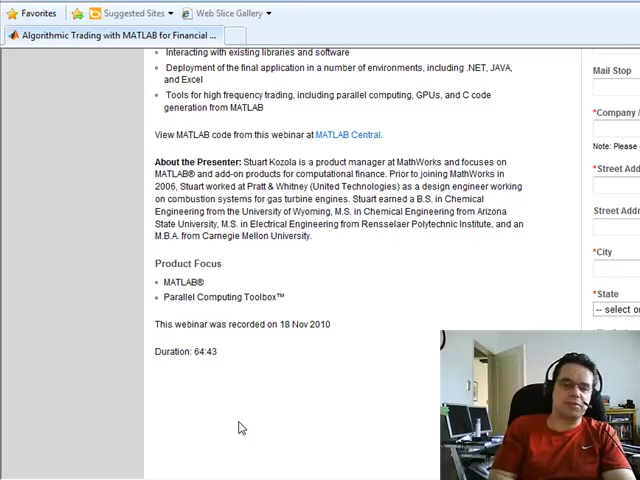 Favorites Suggested Sites Web Slice Gallery
Algorithmic Trading with MATLAB for Financial ...
Interacting with existing libraries and software
Deployment of the final application in a number of environments, including .NET, JAVA,
and Excel
Tools for high frequency trading, including parallel computing, GPUs, and C code
generation from MATLAB
View MATLAB code from this webinar at MATLAB Central.
About the Presenter: Stuart Kozola is a product manager at MathWorks and focuses on
MATLAB® and add-on products for computational finance. Prior to joining MathWorks in
2006, Stuart worked at Pratt & Whitney (United Technologies) as a design engineer working
on combustion systems for gas turbine engines. Stuart earned a B.S. in Chemical
Engineering from the University of Wyoming, M.S. in Chemical Engineering from Arizona
State University, M.S. in Electrical Engineering from Rensselaer Polytechnic Institute, and an
M.B.A. from Carnegie Mellon University.
Product Focus
MATLAB®
Parallel Computing Toolbox™
This webinar was recorded on 18 Nov 2010
Duration: 64:43
Mail Stop
*Company /
Note: Please
*Street Add
Street Addr
*City
*State
-- select o